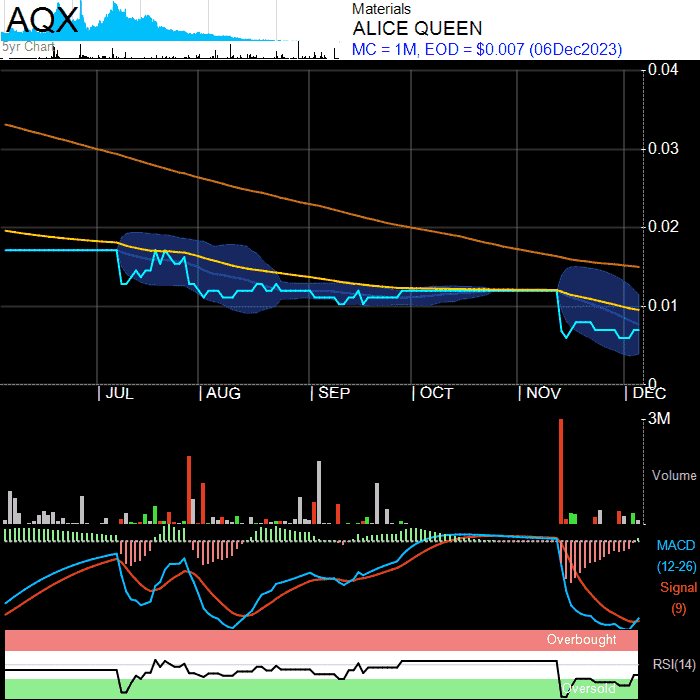 AQX
5yr Chart
Materials
ALICE QUEEN
MC = 1M, EOD = $0.007 (06Dec2023)
0.04
0.03
0.02
0.01
0
JUL
AUG
SEP
OCT
NOV
DEC
3M
Volume
MACD
(12-26)
Signal
(9)
Overbought
RSI(14)
Oversold